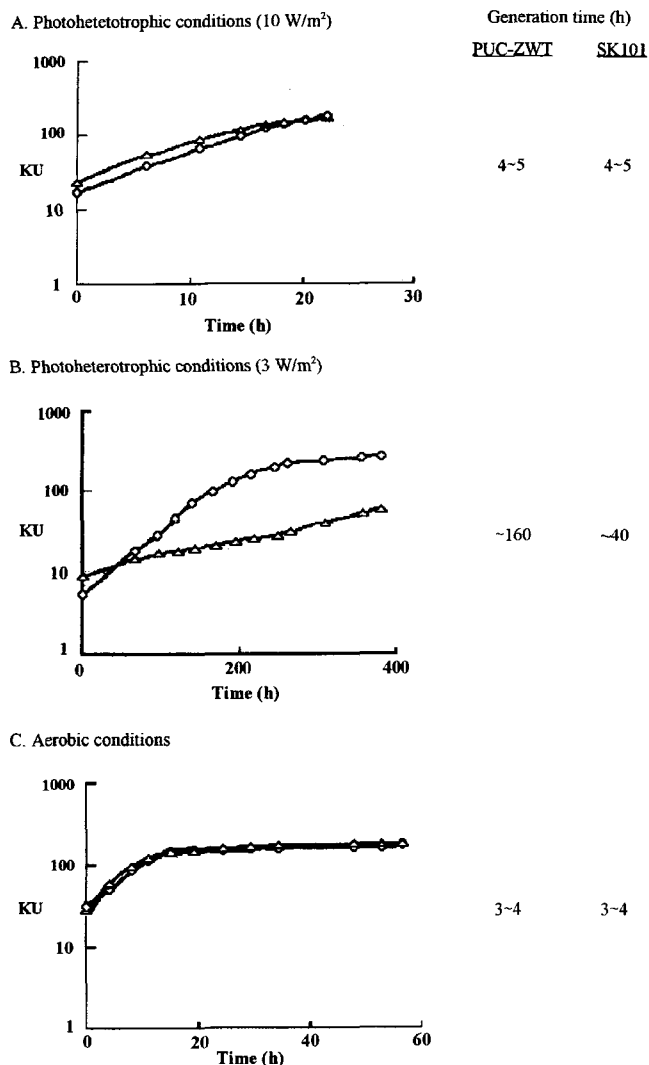 A. Photohetetotrophic conditions (10 W/m²)
Generation time (h)
PUC-ZWT SK101
1000
100
KU
10
1
0 10 20 30
Time (h)
4~5 4~5
B. Photoheterotrophic conditions (3 W/m²)
1000
100
KU
10
1
0 200 400
Time (h)
~160 ~40
C. Aerobic conditions
1000
100
KU
10
1
0 20 40 60
Time (h)
3~4 3~4